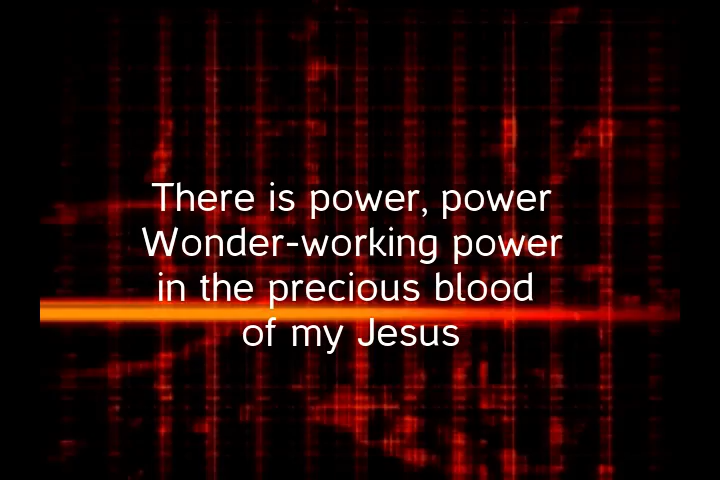 There is power, power
Wonder-working power
in the precious blood
of my Jesus